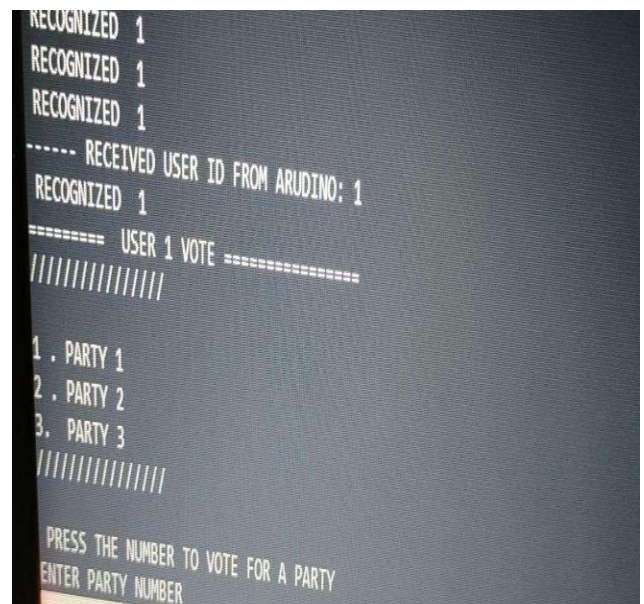 RECOGNIZED 1
RECOGNIZED 1
RECOGNIZED 1
------ RECEIVED USER ID FROM ARUDINO: 1
RECOGNIZED 1
========= USER 1 VOTE ================
////////////////
1 . PARTY 1
2 . PARTY 2
3. PARTY 3
////////////////
PRESS THE NUMBER TO VOTE FOR A PARTY
ENTER PARTY NUMBER